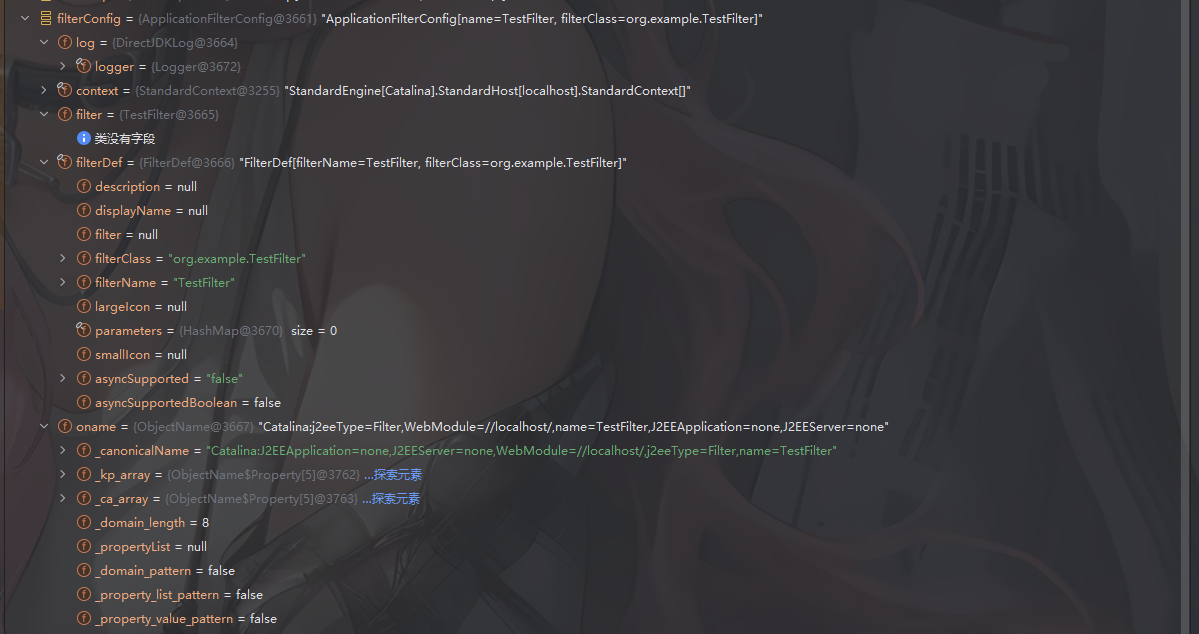 filterConfig = {ApplicationFilterConfig@3661} "ApplicationFilterConfig[name=TestFilter, filterClass=org.example.TestFilter]"
log = {DirectJDKLog@3664}
logger = {Logger@3672}
context = {StandardContext@3255} "StandardEngine[Catalina].StandardHost[localhost].StandardContext[]"
filter = {TestFilter@3665}
类没有字段
filterDef = {FilterDef@3666} "FilterDef[filterName=TestFilter, filterClass=org.example.TestFilter]"
description = null
displayName = null
filter = null
filterClass = "org.example.TestFilter"
filterName = "TestFilter"
largeIcon = null
parameters = {HashMap@3670} size = 0
smallIcon = null
asyncSupported = "false"
asyncSupportedBoolean = false
oname = {ObjectName@3667} "Catalina:j2eeType=Filter,WebModule=//localhost/,name=TestFilter,J2EEApplication=none,J2EEServer=none"
_canonicalName = "Catalina:J2EEApplication=none,J2EEServer=none,WebModule=//localhost/,j2eeType=Filter,name=TestFilter"
_kp_array = {ObjectName$Property[5]@3762} ...探索元素
_ca_array = {ObjectName$Property[5]@3763} ...探索元素
_domain_length = 8
_propertyList = null
_domain_pattern = false
_property_list_pattern = false
_property_value_pattern = false